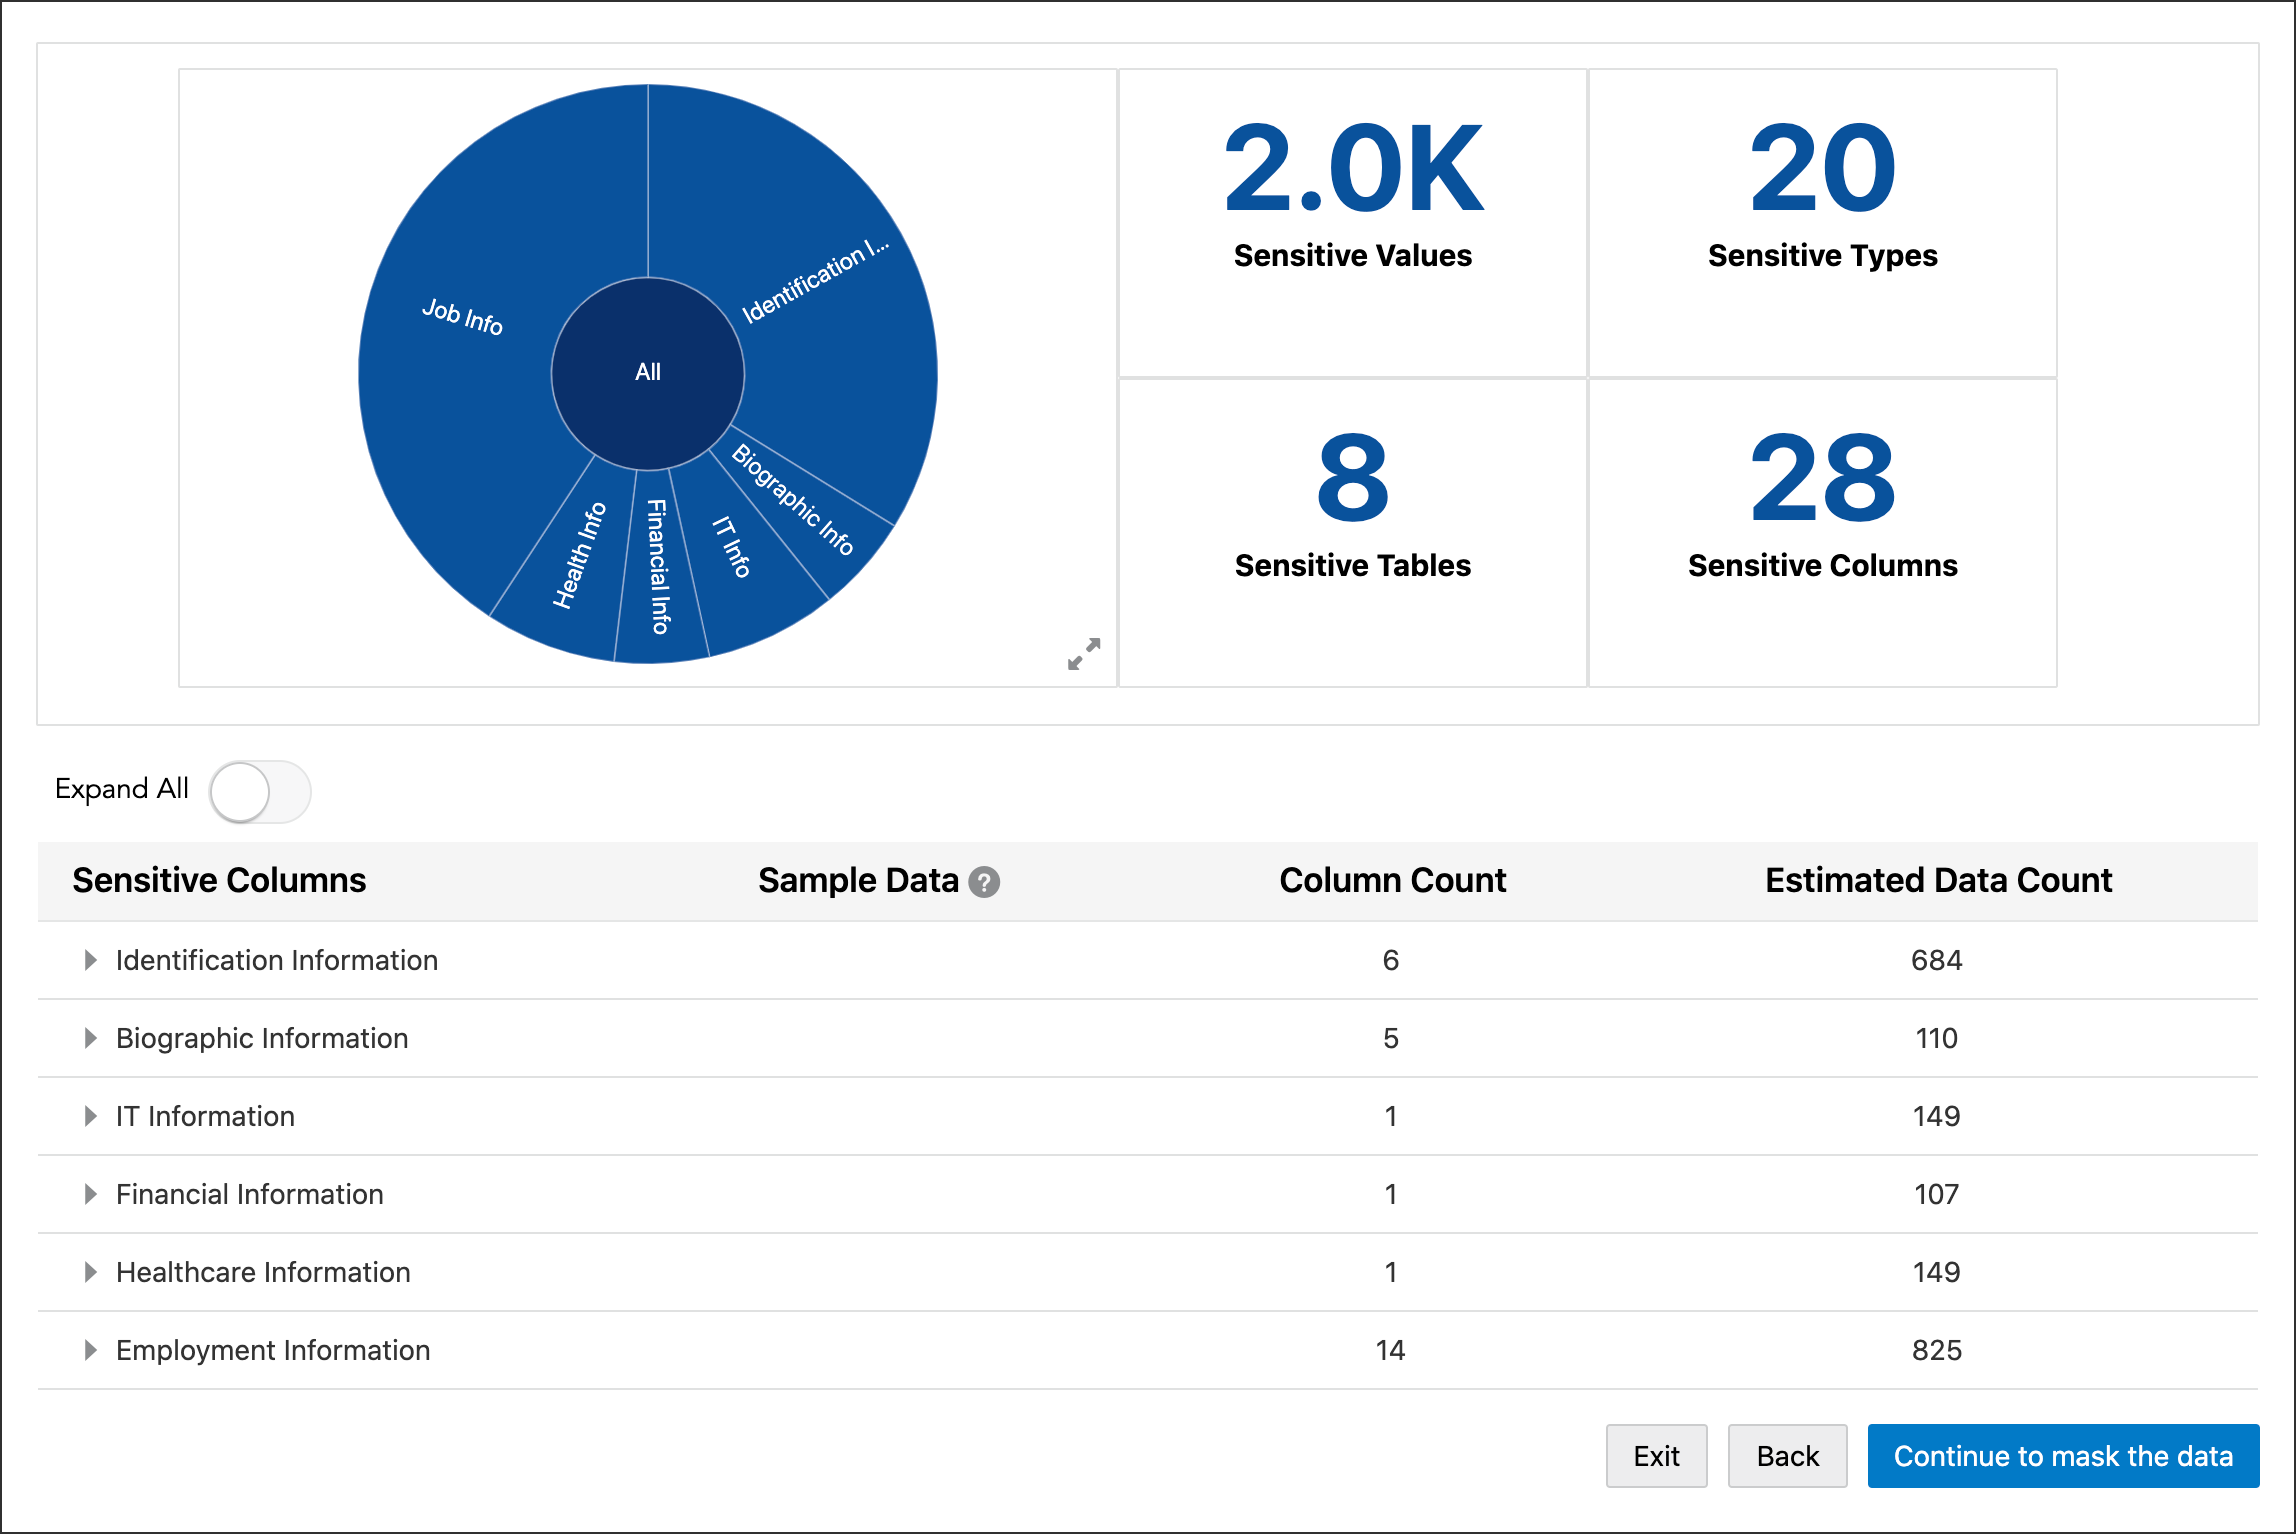 Job Info
Identification I...
All
Biographic Info
IT Info
Financial Info
Health Info
2.0K
Sensitive Values
20
Sensitive Types
8
Sensitive Tables
28
Sensitive Columns
Expand All
Sensitive Columns Sample Data ? Column Count Estimated Data Count
Identification Information 6 684
Biographic Information 5 110
IT Information 1 149
Financial Information 1 107
Healthcare Information 1 149
Employment Information 14 825
Exit Back Continue to mask the data